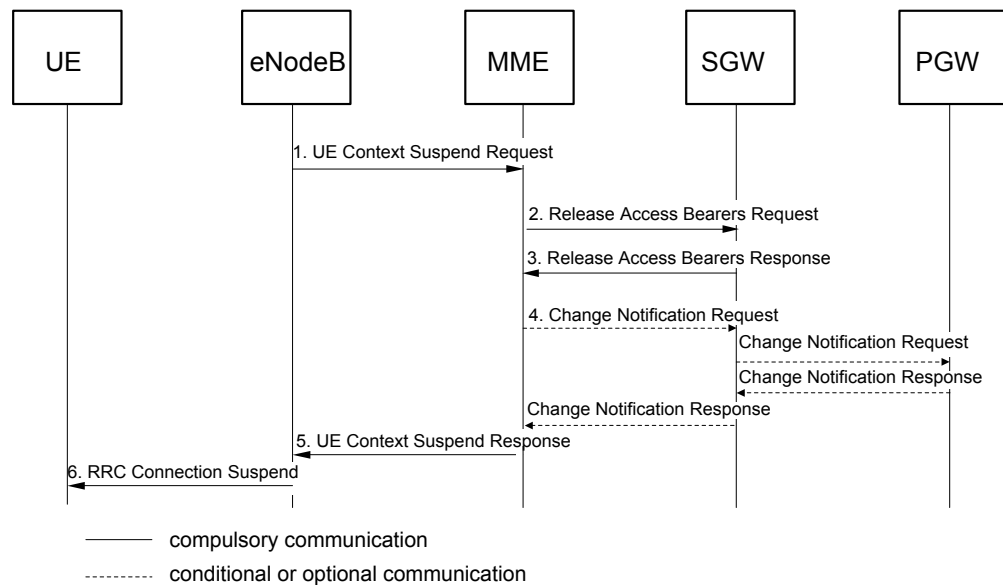 UE
eNodeB
MME
SGW
PGW
1. UE Context Suspend Request
2. Release Access Bearers Request
3. Release Access Bearers Response
4. Change Notification Request
Change Notification Request
Change Notification Response
Change Notification Response
5. UE Context Suspend Response
6. RRC Connection Suspend
compulsory communication
conditional or optional communication